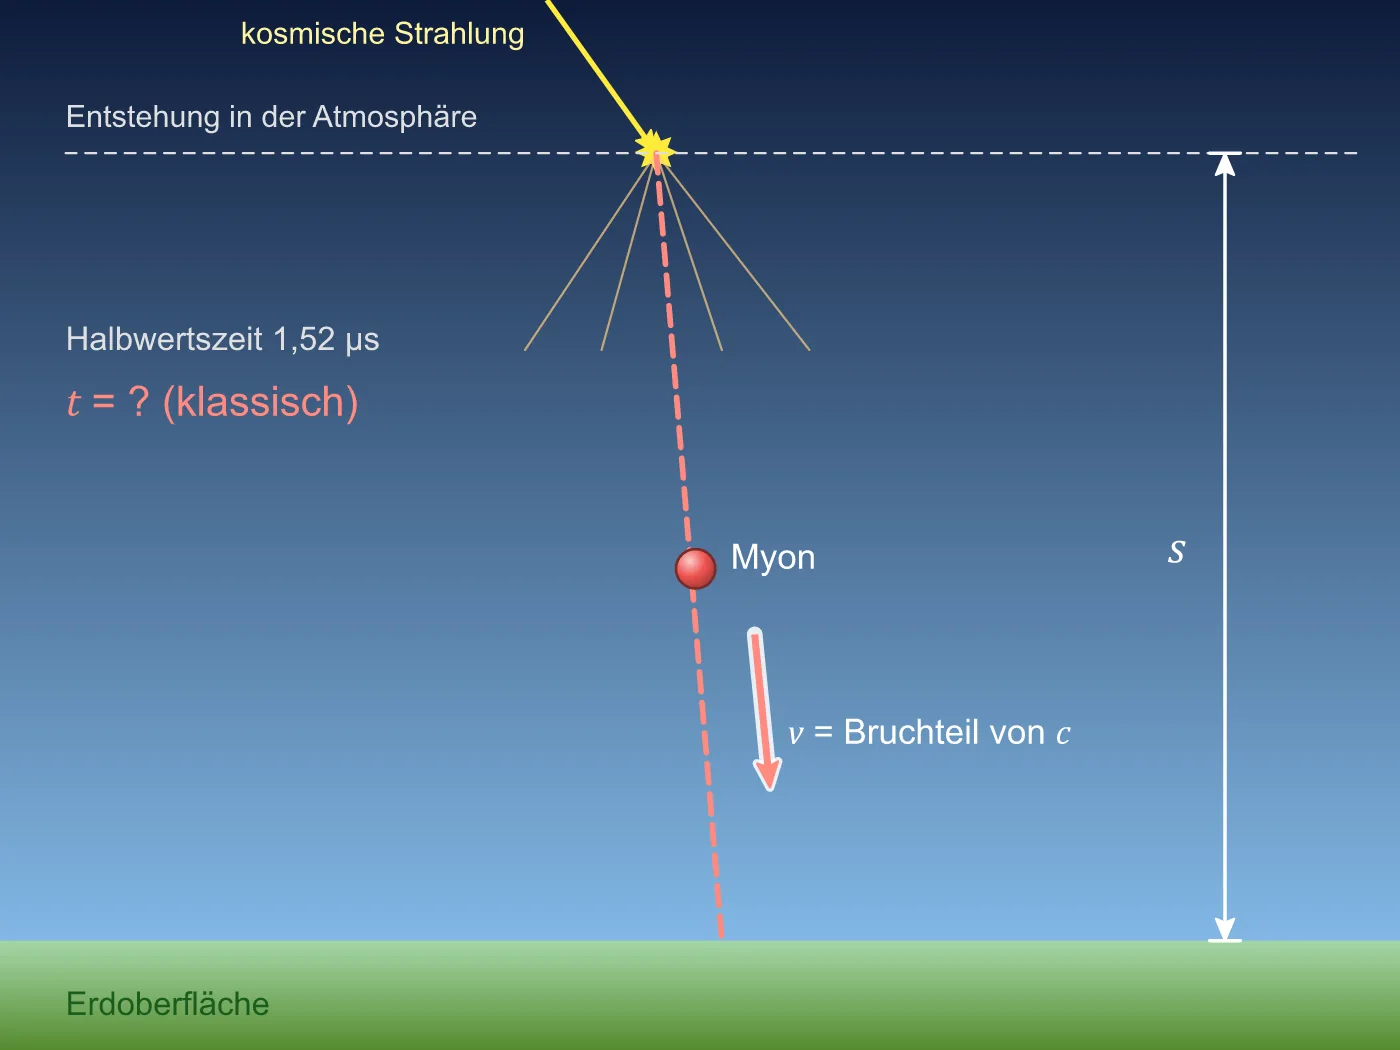 kosmische Strahlung
Entstehung in der Atmosphäre
Halbwertszeit 1,52 µs
t = ? (klassisch)
Myon
s
v = Bruchteil von c
Erdoberfläche